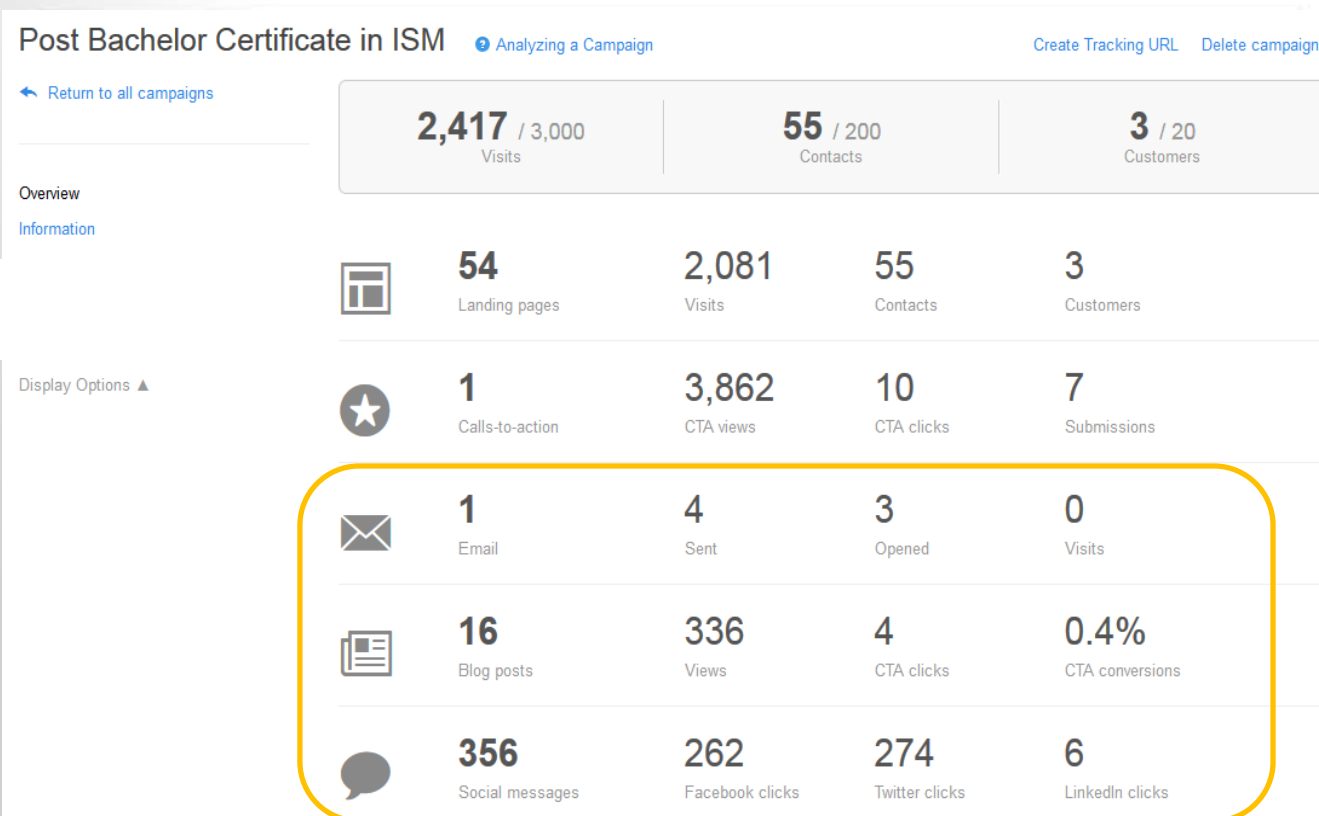 Post Bachelor Certificate in ISM ? Analyzing a Campaign Create Tracking URL Delete campaign
Return to all campaigns
2,417 / 3,000 55 / 200 3 / 20
Visits Contacts Customers
Overview
Information
54 2,081 55 3
Landing pages Visits Contacts Customers
Display Options ▲
1 3,862 10 7
Calls-to-action CTA views CTA clicks Submissions
1 4 3 0
Email Sent Opened Visits
16 336 4 0.4%
Blog posts Views CTA clicks CTA conversions
356 262 274 6
Social messages Facebook clicks Twitter clicks LinkedIn clicks